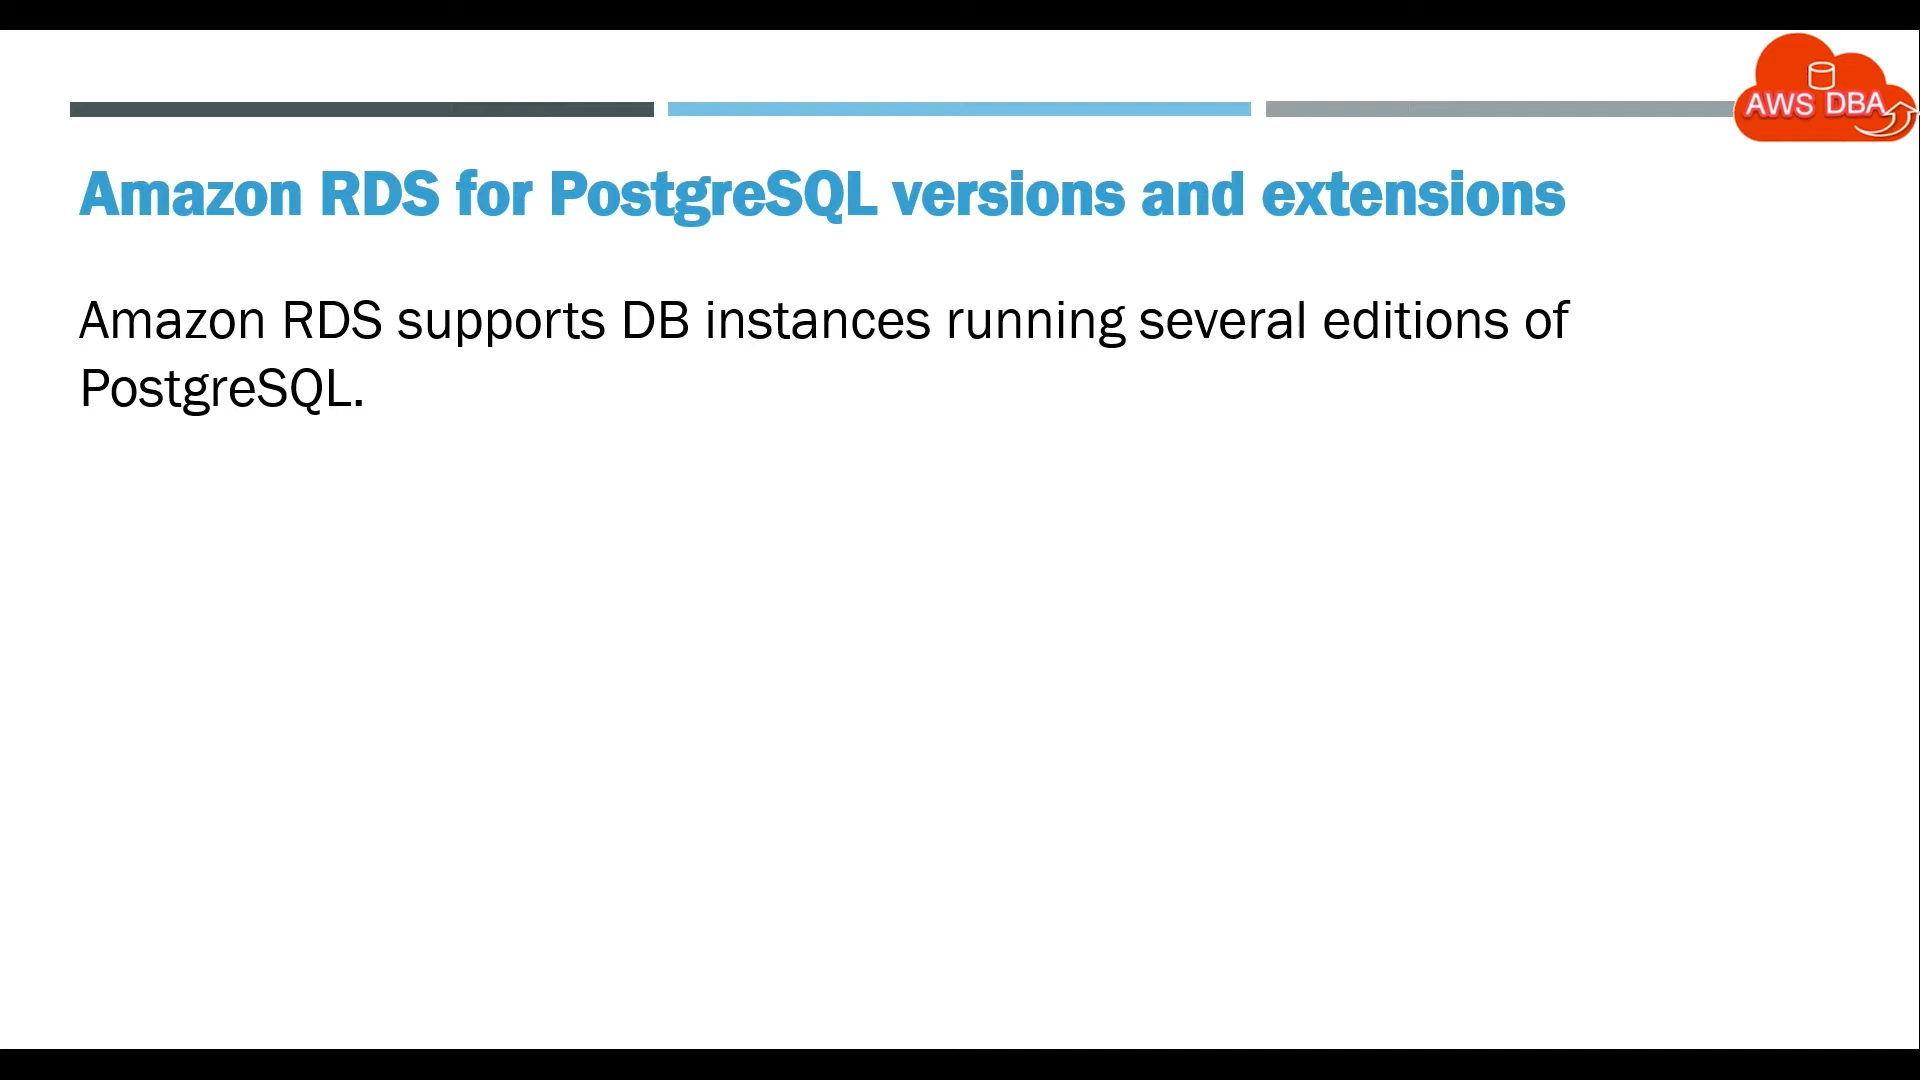 AWS DBA
Amazon RDS for PostgreSQL versions and extensions
Amazon RDS supports DB instances running several editions of
PostgreSQL.